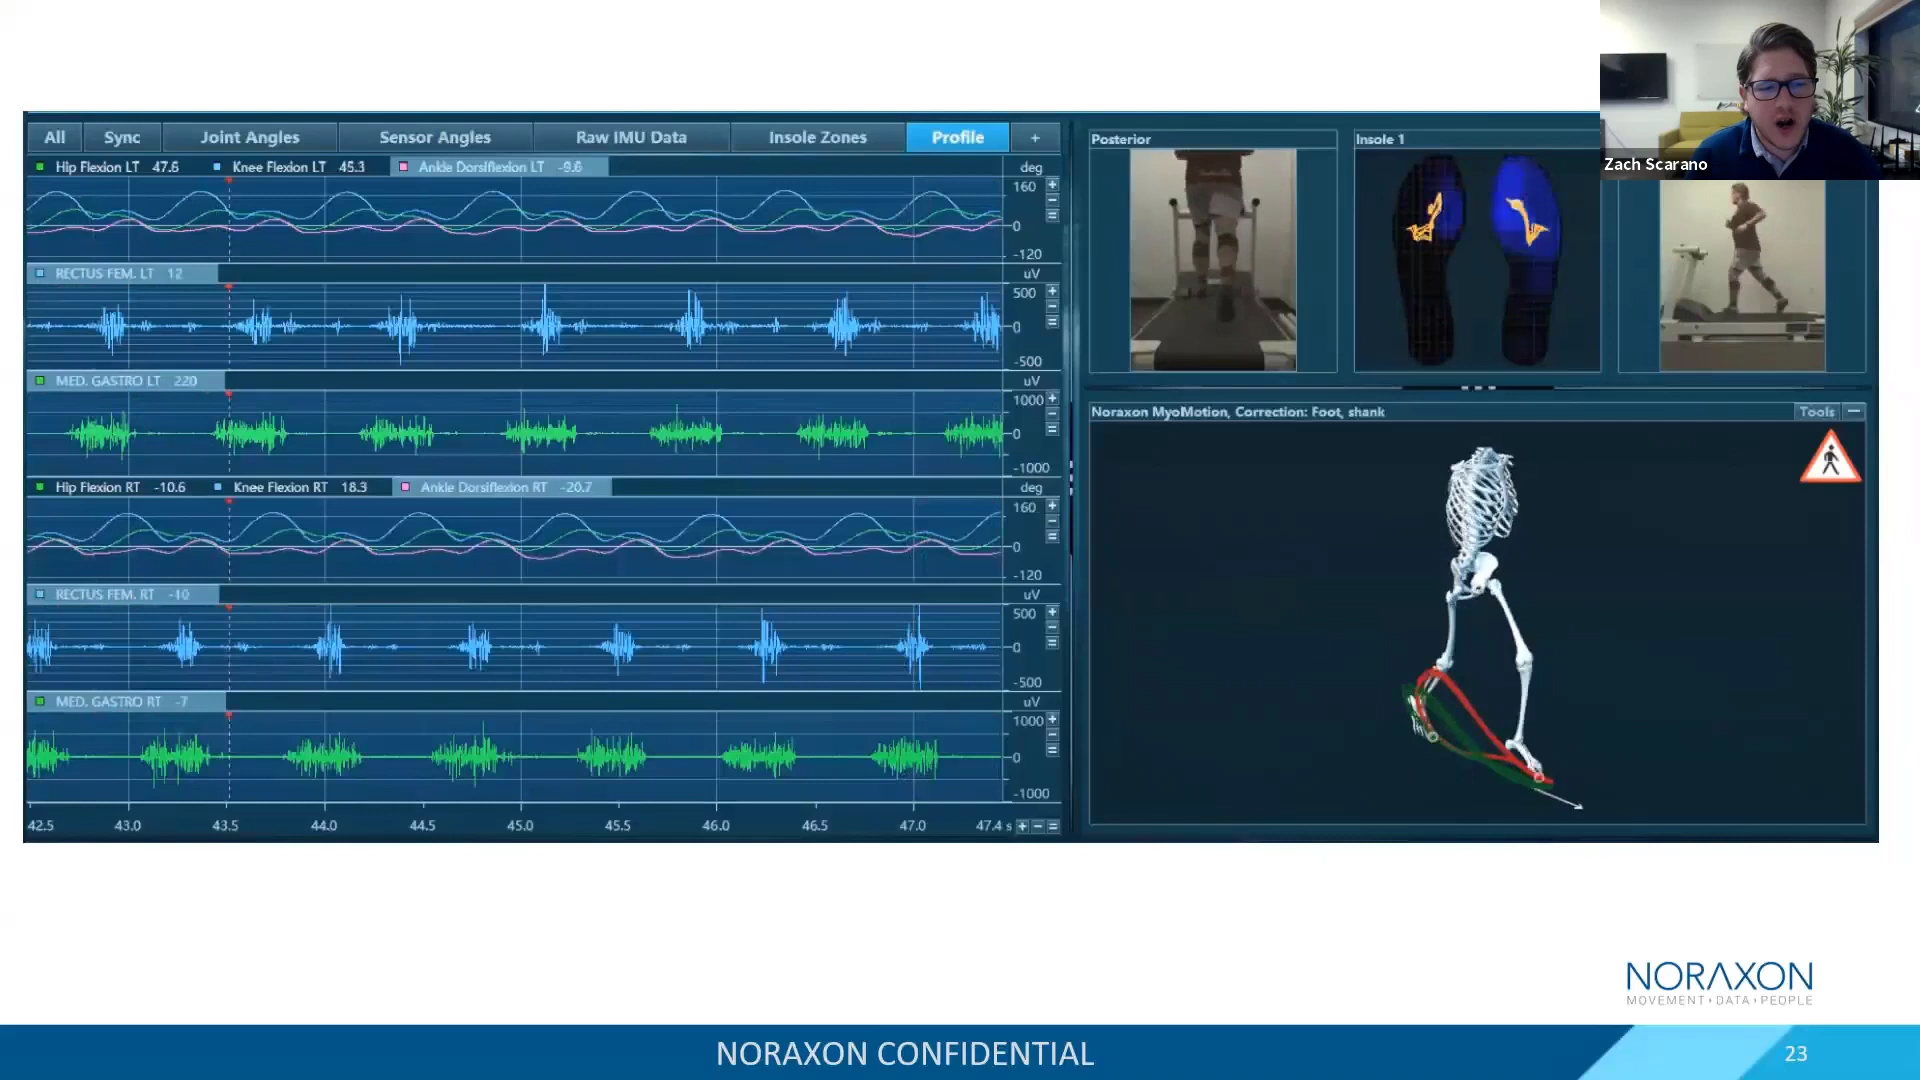 Zach Scarano
All Sync Joint Angles Sensor Angles Raw IMU Data Insole Zones Profile +
Hip Flexion LT 47.6 Knee Flexion LT 45.3 Ankle Dorsiflexion LT -9.6 deg
160
0
-120
RECTUS FEM. LT 12 uV
500
0
-500
MED. GASTRO LT 220 uV
1000
0
-1000
Hip Flexion RT -10.6 Knee Flexion RT 18.3 Ankle Dorsiflexion RT -20.7 deg
160
0
-120
RECTUS FEM. RT -10 uV
500
0
-500
MED. GASTRO RT -7 uV
1000
0
-1000
42.5 43.0 43.5 44.0 44.5 45.0 45.5 46.0 46.5 47.0 47.4 s
Posterior
Insole 1
Noraxon MyoMotion, Correction: Foot, shank Tools
NORAXON
MOVEMENT • DATA • PEOPLE
NORAXON CONFIDENTIAL
23